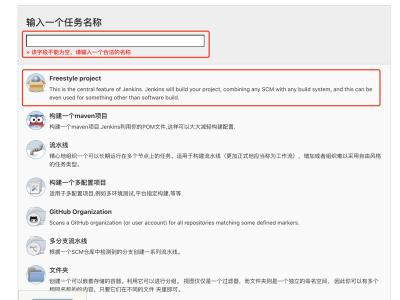 输入一个任务名称
» 该字段不能为空，请输入一个合适的名称
Freestyle project
This is the central feature of Jenkins. Jenkins will build your project, combining any SCM with any build system, and this can be
even used for something other than software build.
构建一个maven项目
构建一个maven项目.Jenkins利用你的POM文件,这样可以大大减轻构建配置.
流水线
精心地组织一个可以长期运行在多个节点上的任务。适用于构建流水线（更加正式地应当称为工作流），增加或者组织难以采用自由风格
的任务类型。
构建一个多配置项目
适用于多配置项目,例如多环境测试,平台指定构建,等等.
GitHub Organization
Scans a GitHub organization (or user account) for all repositories matching some defined markers.
多分支流水线
根据一个SCM仓库中检测到的分支创建一系列流水线。
文件夹
创建一个可以嵌套存储的容器。利用它可以进行分组。 视图仅仅是一个过滤器，而文件夹则是一个独立的命名空间， 因此你可以有多个
相同名称的的内容，只要它们在不同的文件 夹里即可。